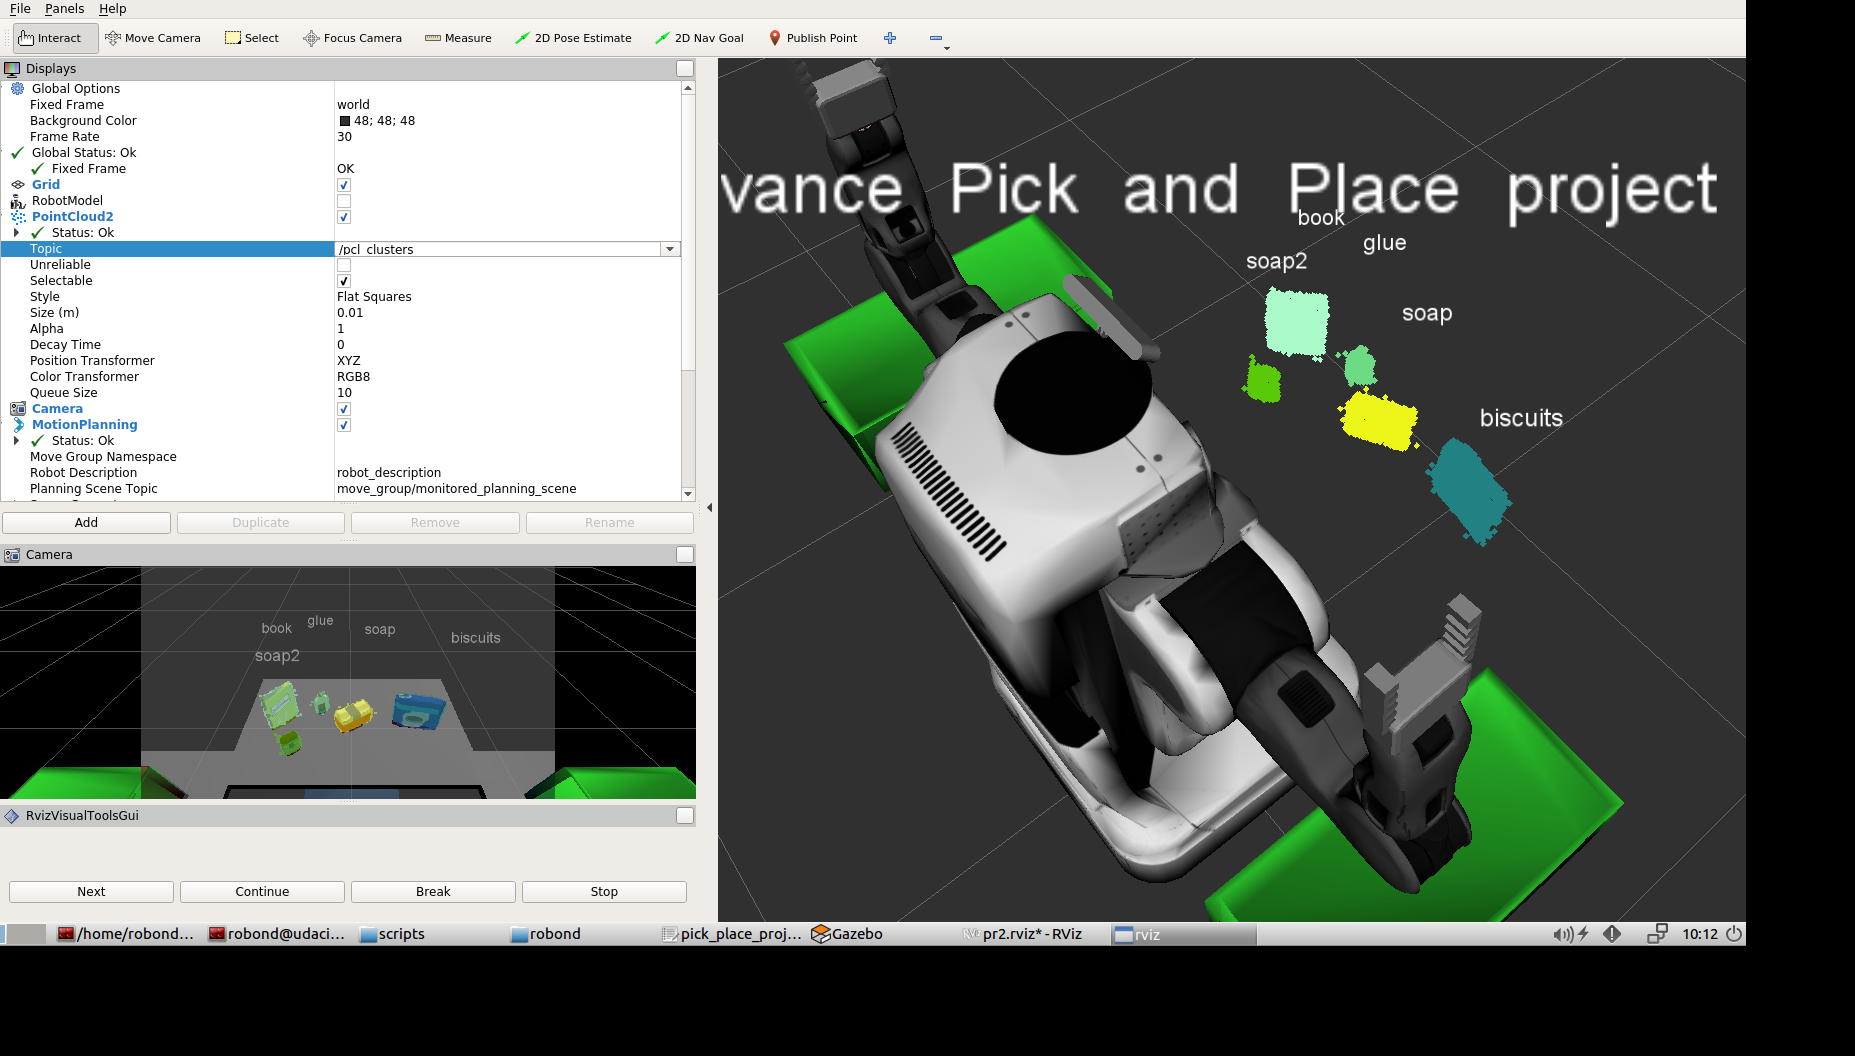 File Panels Help
Interact Move Camera Select Focus Camera Measure 2D Pose Estimate 2D Nav Goal Publish Point
Displays
Global Options
Fixed Frame world
Background Color 48; 48; 48
Frame Rate 30
Global Status: Ok
Fixed Frame OK
Grid
RobotModel
PointCloud2
Status: Ok
Topic /pcl_clusters
Unreliable
Selectable
Style Flat Squares
Size (m) 0.01
Alpha 1
Decay Time 0
Position Transformer XYZ
Color Transformer RGB8
Queue Size 10
Camera
MotionPlanning
Status: Ok
Move Group Namespace
Robot Description robot_description
Planning Scene Topic move_group/monitored_planning_scene
Add Duplicate Remove Rename
Camera
book glue soap biscuits
soap2
RvizVisualToolsGui
Next Continue Break Stop
vance Pick and Place project
book
glue
soap2
soap
biscuits
/home/robond... robond@udaci... scripts robond pick_place_proj... Gazebo pr2.rviz* - RViz rviz 10:12